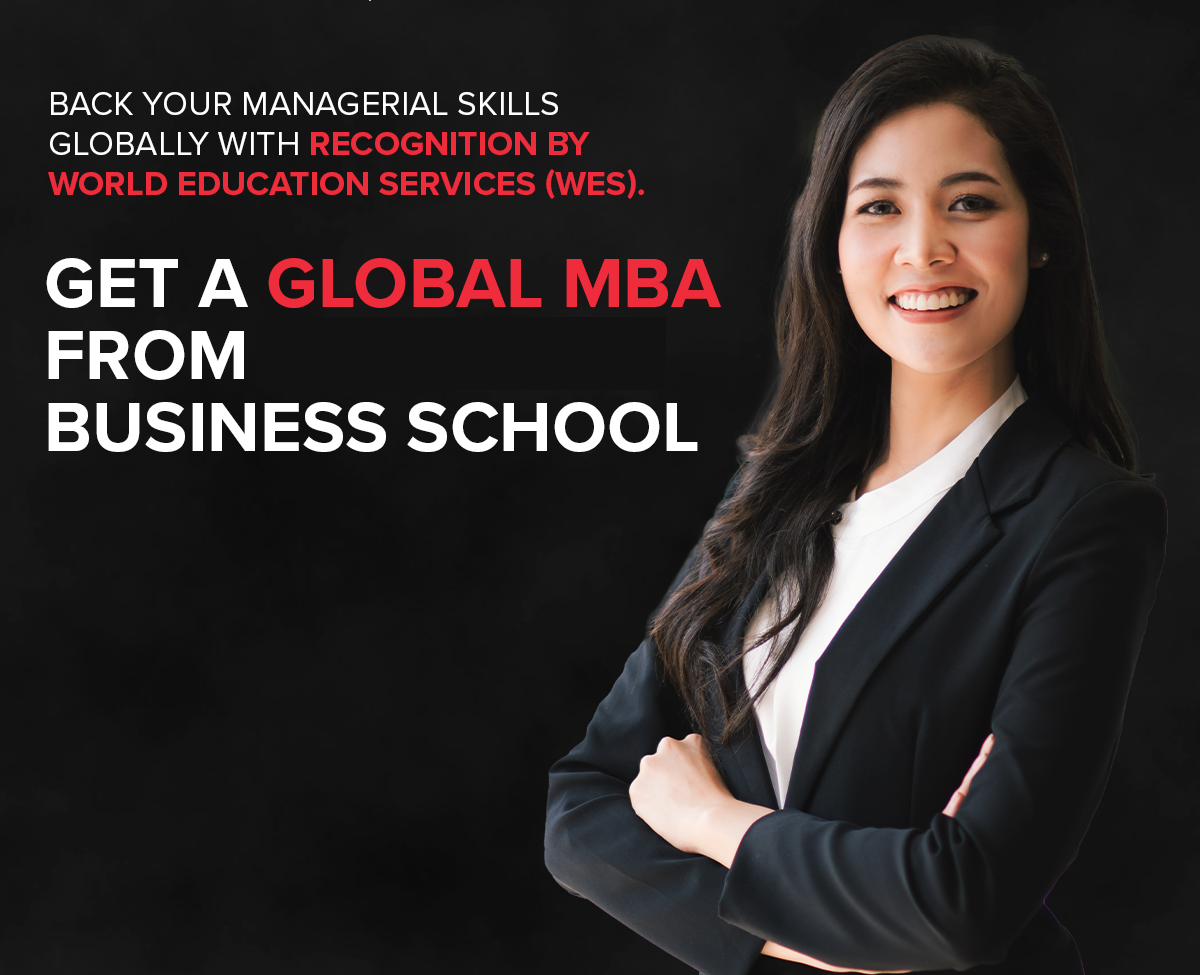 BACK YOUR MANAGERIAL SKILLS
GLOBALLY WITH RECOGNITION BY
WORLD EDUCATION SERVICES (WES).
GET A GLOBAL MBA
FROM
BUSINESS SCHOOL